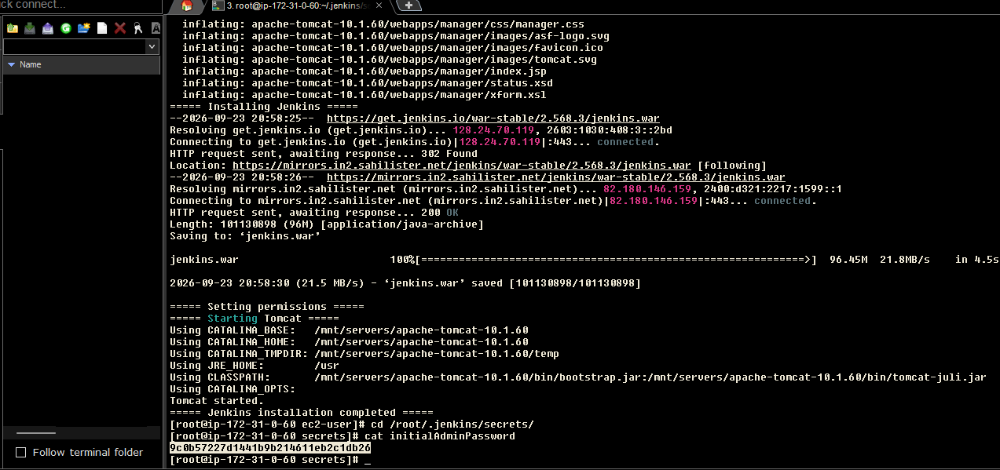 ck connect...
3. root@ip-172-31-0-60:~/.jenkins/s
Name
inflating: apache-tomcat-10.1.60/webapps/manager/css/manager.css
inflating: apache-tomcat-10.1.60/webapps/manager/images/asf-logo.svg
inflating: apache-tomcat-10.1.60/webapps/manager/images/favicon.ico
inflating: apache-tomcat-10.1.60/webapps/manager/images/tomcat.svg
inflating: apache-tomcat-10.1.60/webapps/manager/index.jsp
inflating: apache-tomcat-10.1.60/webapps/manager/status.xsd
inflating: apache-tomcat-10.1.60/webapps/manager/xform.xsl
===== Installing Jenkins =====
--2026-09-23 20:58:25--  https://get.jenkins.io/war-stable/2.568.3/jenkins.war
Resolving get.jenkins.io (get.jenkins.io)... 128.24.70.119, 2603:1030:408:3::2bd
Connecting to get.jenkins.io (get.jenkins.io)|128.24.70.119|:443... connected.
HTTP request sent, awaiting response... 302 Found
Location: https://mirrors.in2.sahilister.net/jenkins/war-stable/2.568.3/jenkins.war [following]
--2026-09-23 20:58:26--  https://mirrors.in2.sahilister.net/jenkins/war-stable/2.568.3/jenkins.war
Resolving mirrors.in2.sahilister.net (mirrors.in2.sahilister.net)... 82.180.146.159, 2400:d321:2217:1599::1
Connecting to mirrors.in2.sahilister.net (mirrors.in2.sahilister.net)|82.180.146.159|:443... connected.
HTTP request sent, awaiting response... 200 OK
Length: 101130898 (96M) [application/java-archive]
Saving to: ‘jenkins.war’
jenkins.war 100%[=============================================================>] 96.45M 21.8MB/s in 4.5s
2026-09-23 20:58:30 (21.5 MB/s) - ‘jenkins.war’ saved [101130898/101130898]
===== Setting permissions =====
===== Starting Tomcat =====
Using CATALINA_BASE:   /mnt/servers/apache-tomcat-10.1.60
Using CATALINA_HOME:   /mnt/servers/apache-tomcat-10.1.60
Using CATALINA_TMPDIR: /mnt/servers/apache-tomcat-10.1.60/temp
Using JRE_HOME:        /usr
Using CLASSPATH:       /mnt/servers/apache-tomcat-10.1.60/bin/bootstrap.jar:/mnt/servers/apache-tomcat-10.1.60/bin/tomcat-juli.jar
Using CATALINA_OPTS:
Tomcat started.
===== Jenkins installation completed =====
[root@ip-172-31-0-60 ec2-user]# cd /root/.jenkins/secrets/
[root@ip-172-31-0-60 secrets]# cat initialAdminPassword
9c0b57227d1441b9b214611eb2c1db26
[root@ip-172-31-0-60 secrets]# _
Follow terminal folder